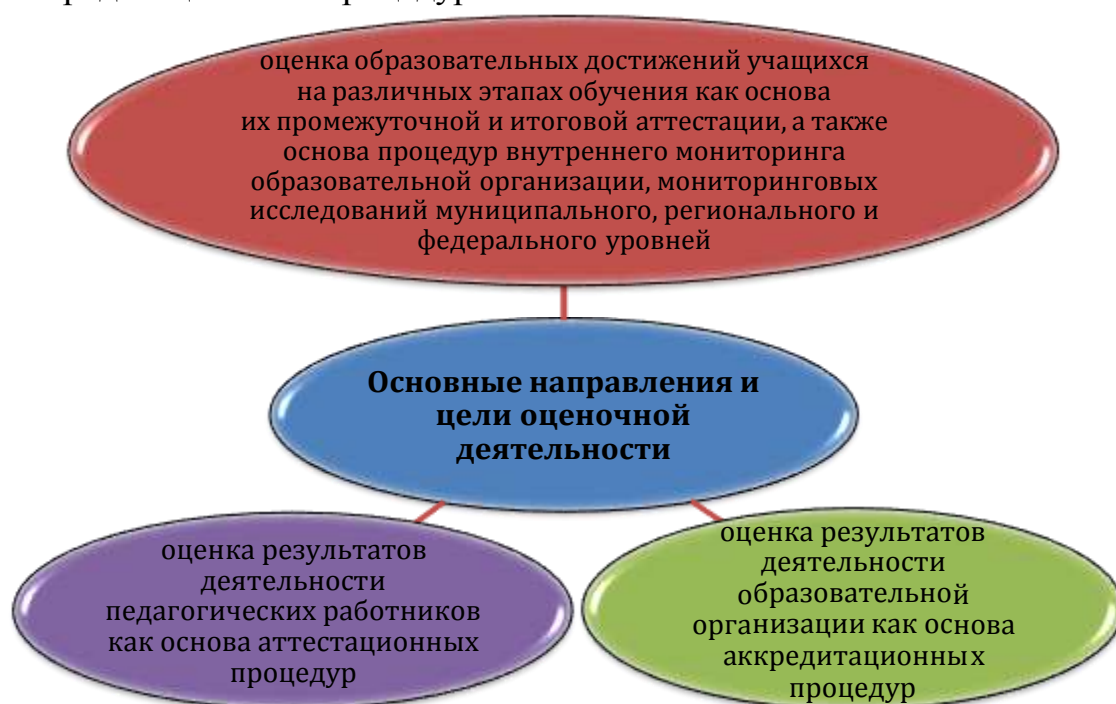 оценка образовательных достижений учащихся
на различных этапах обучения как основа
их промежуточной и итоговой аттестации, а также
основа процедур внутреннего мониторинга
образовательной организации, мониторинговых
исследований муниципального, регионального и
федерального уровней
Основные направления и
цели оценочной
деятельности
оценка результатов
деятельности
педагогических работников
как основа аттестационных
процедур
оценка результатов
деятельности
образовательной
организации как основа
аккредитационных
процедур